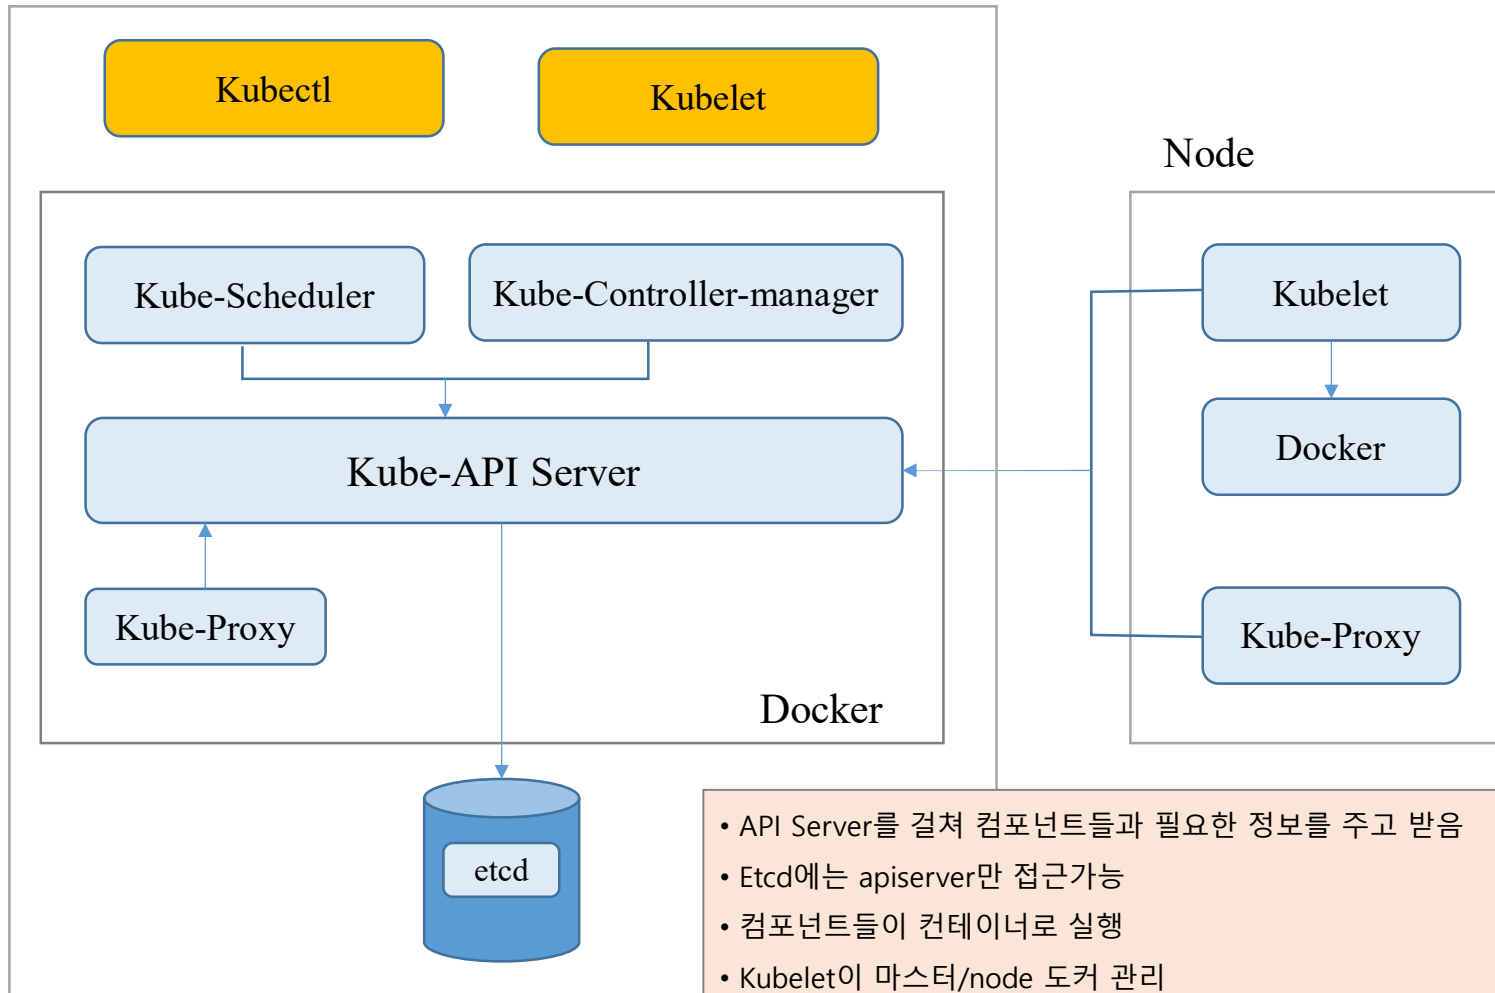 Kubectl
Kubelet
Node
Kube-Scheduler
Kube-Controller-manager
Kubelet
Kube-API Server
Docker
Kube-Proxy
Kube-Proxy
Docker
etcd
• API Server를 걸쳐 컴포넌트들과 필요한 정보를 주고 받음
• Etcd에는 apiserver만 접근가능
• 컴포넌트들이 컨테이너로 실행
• Kubelet이 마스터/node 도커 관리